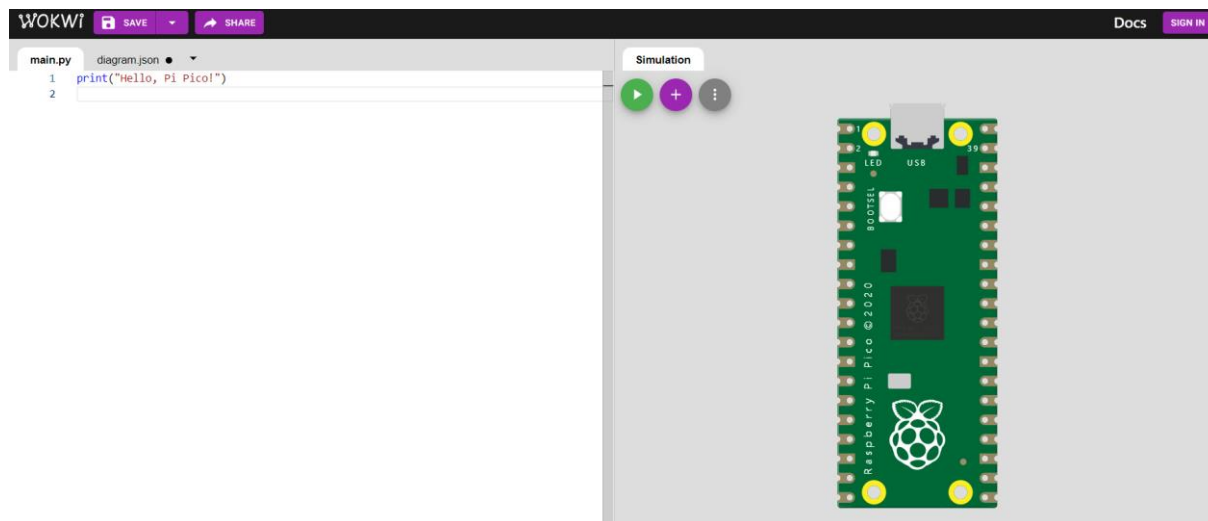 WOKWI SAVE SHARE Docs SIGN IN
main.py diagram.json
1 print("Hello, Pi Pico!")
2
Simulation
1
2 39
LED USB
BOOTSEL
Raspberry Pi Pico ©2020